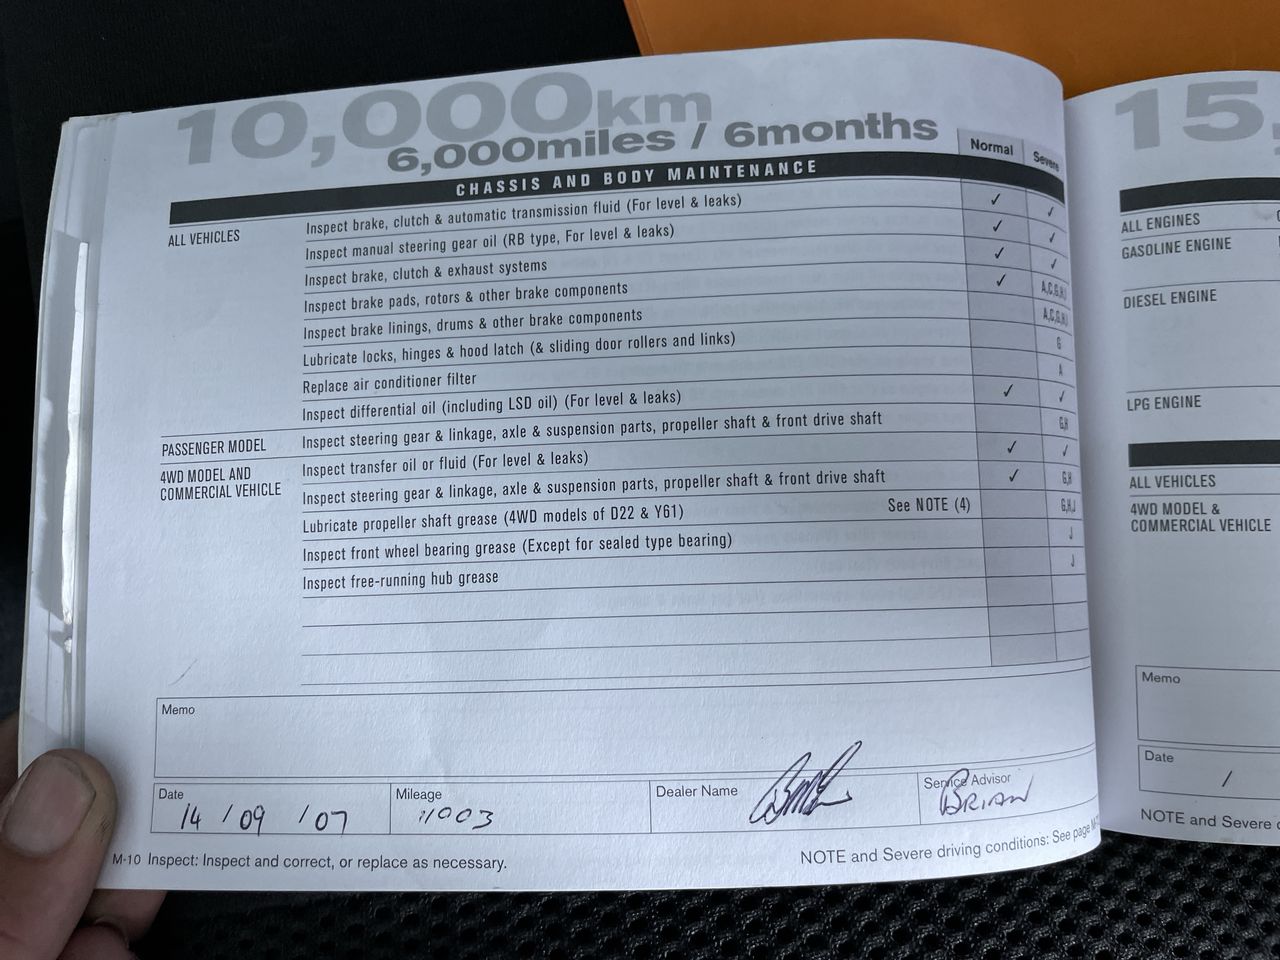 10,000km
6,000miles / 6months
Normal Severe
CHASSIS AND BODY MAINTENANCE
ALL VEHICLES Inspect brake, clutch & automatic transmission fluid (For level & leaks) ✓ ✓
Inspect manual steering gear oil (RB type, For level & leaks) ✓ ✓
Inspect brake, clutch & exhaust systems ✓ ✓
Inspect brake pads, rotors & other brake components ✓ A,C,G,H,I
Inspect brake linings, drums & other brake components A,C,G,H,I
Lubricate locks, hinges & hood latch (& sliding door rollers and links) G
Replace air conditioner filter A
Inspect differential oil (including LSD oil) (For level & leaks) ✓ ✓
PASSENGER MODEL Inspect steering gear & linkage, axle & suspension parts, propeller shaft & front drive shaft G,H
4WD MODEL AND
COMMERCIAL VEHICLE
Inspect transfer oil or fluid (For level & leaks) ✓ ✓
Inspect steering gear & linkage, axle & suspension parts, propeller shaft & front drive shaft ✓ G,H
Lubricate propeller shaft grease (4WD models of D22 & Y61) See NOTE (4) G,H,J
Inspect front wheel bearing grease (Except for sealed type bearing) J
Inspect free-running hub grease J
Memo
Date Mileage Dealer Name Service Advisor
14 / 09 / 07 11003 BRIAN
M-10 Inspect: Inspect and correct, or replace as necessary.
NOTE and Severe driving conditions: See page
15,
ALL ENGINES
GASOLINE ENGINE
DIESEL ENGINE
LPG ENGINE
ALL VEHICLES
4WD MODEL &
COMMERCIAL VEHICLE
Memo
Date
/
NOTE and Severe